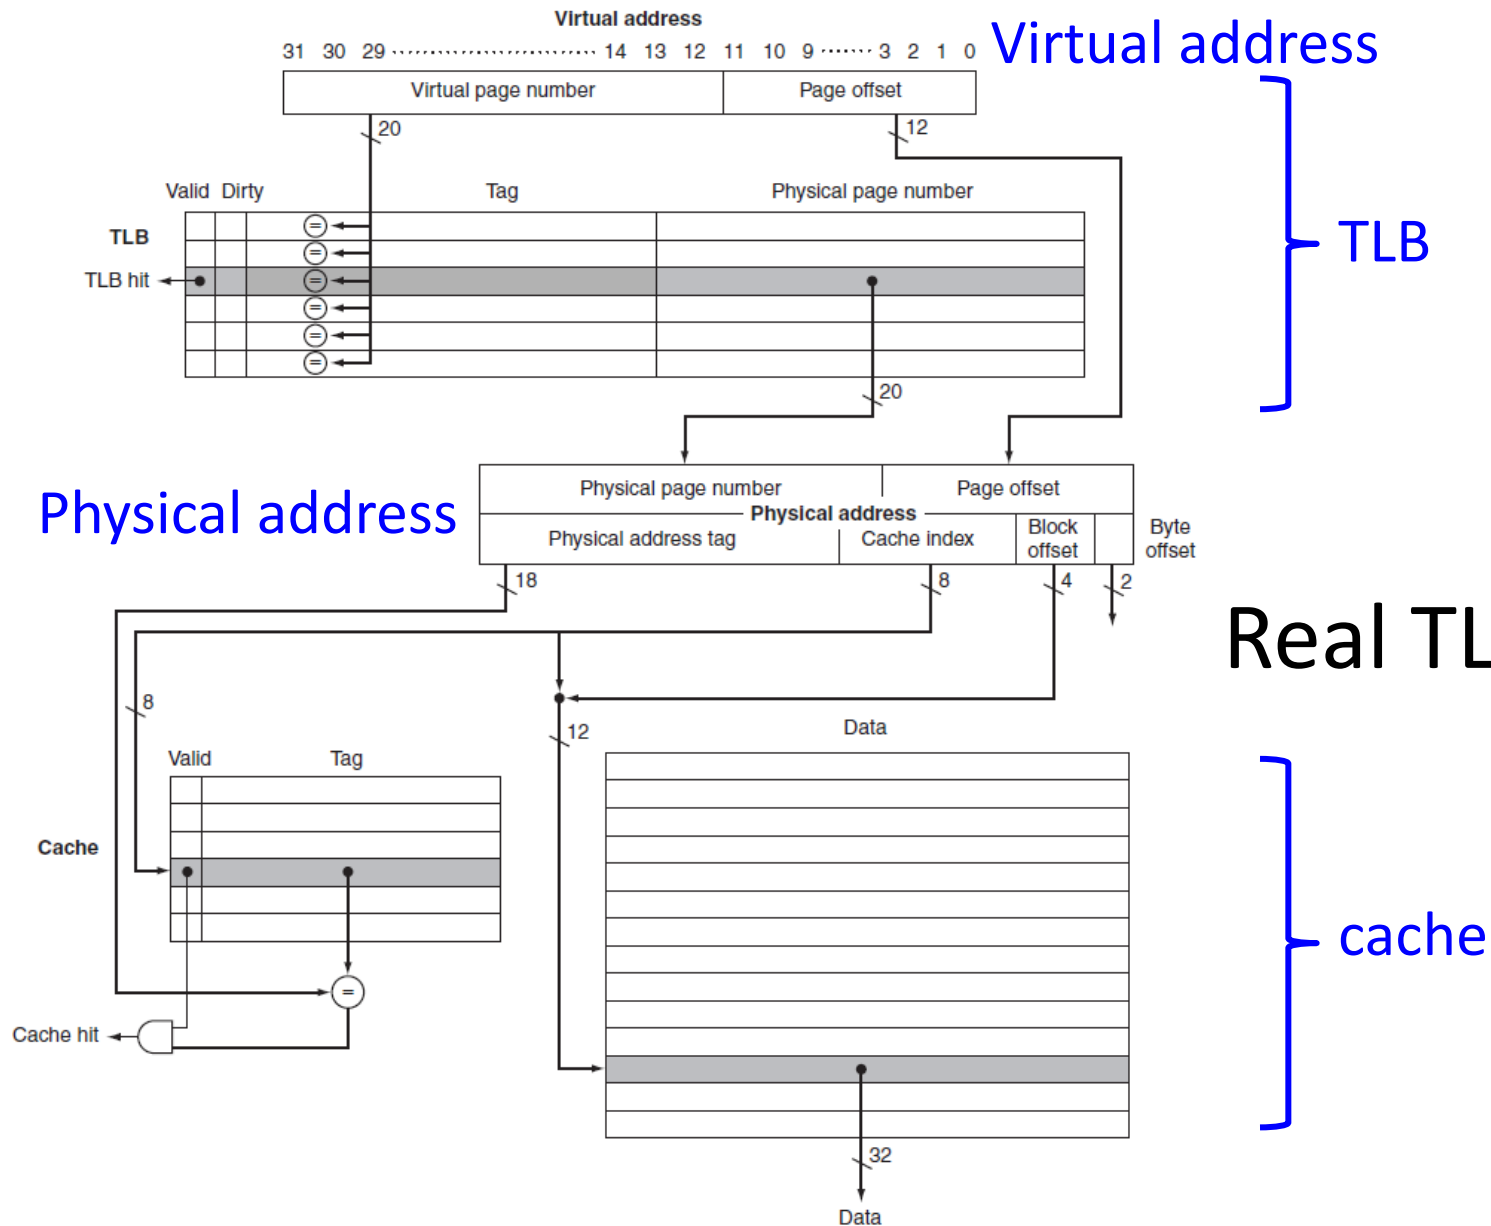 Virtual address
Virtual address
31 30 29 14 13 12 11 10 9 3 2 1 0
Virtual page number
Page offset
20
12
Valid Dirty
Tag
Physical page number
TLB
=
=
TLB hit
=
=
=
=
TLB
20
Physical address
Physical page number
Page offset
Physical address
Physical address tag
Cache index
Block
offset
Byte
offset
18
8
4
2
Real TL
8
12
Data
Valid
Tag
Cache
cache
=
Cache hit
32
Data